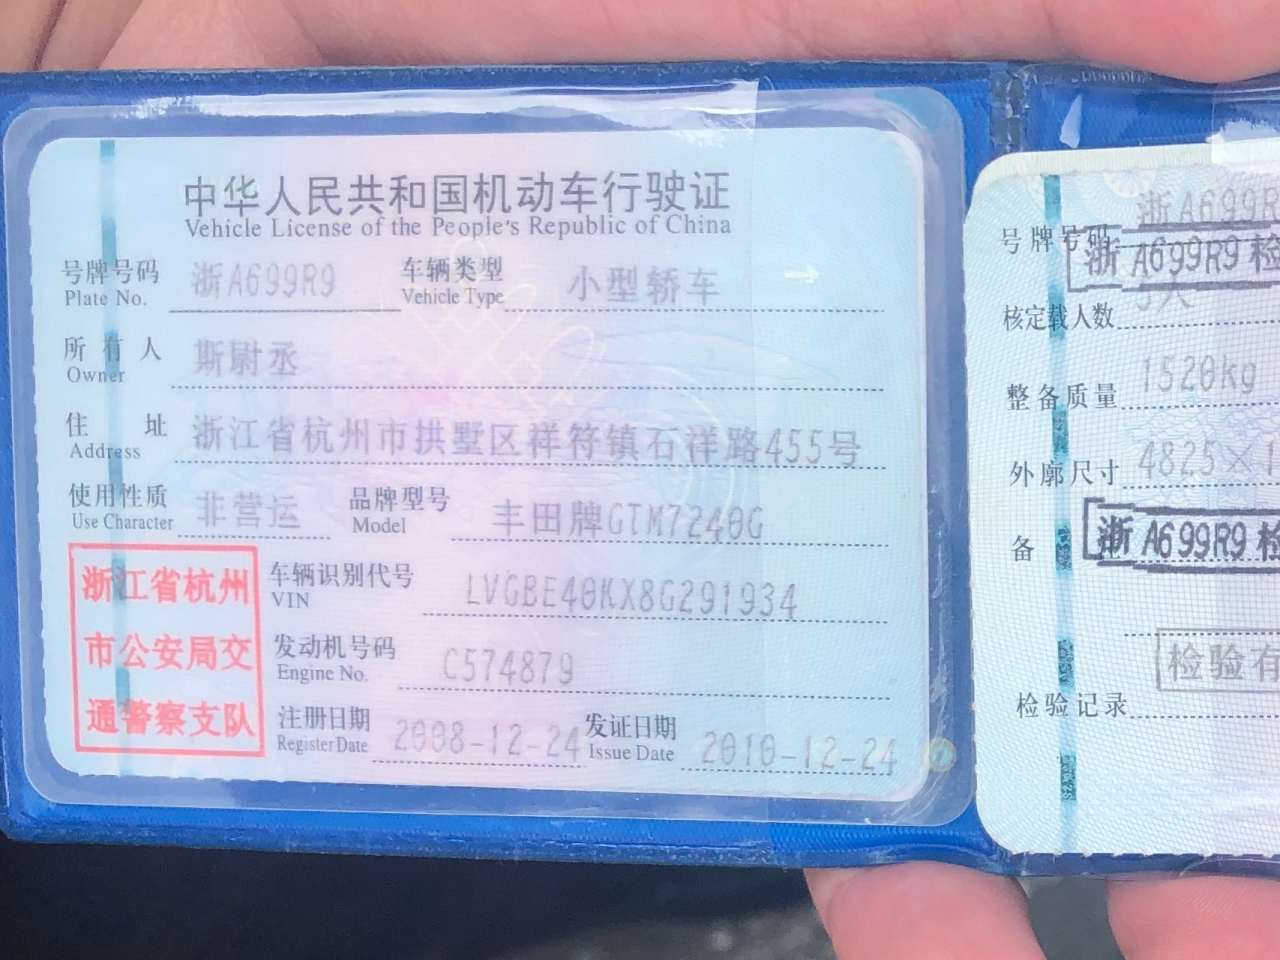 中华人民共和国机动车行驶证
Vehicle License of the People's Republic of China
号牌号码 浙A699R9 车辆类型 小型轿车
Plate No. Vehicle Type
所有人 斯尉丞
Owner
住址 浙江省杭州市拱墅区祥符镇石祥路455号
Address
使用性质 非营运 品牌型号 丰田牌GTM7240G
Use Character Model
车辆识别代号 LVGBE40KX8G291934
VIN
发动机号码 C574879
Engine No.
注册日期 2008-12-24 发证日期 2010-12-24
Register Date Issue Date
浙江省杭州
市公安局交
通警察支队
浙A699R
号牌号码
浙A699R9检
核定载人数 5人
整备质量 1520kg
外廓尺寸 4825×1
备 浙A699R9检
检验有
检验记录